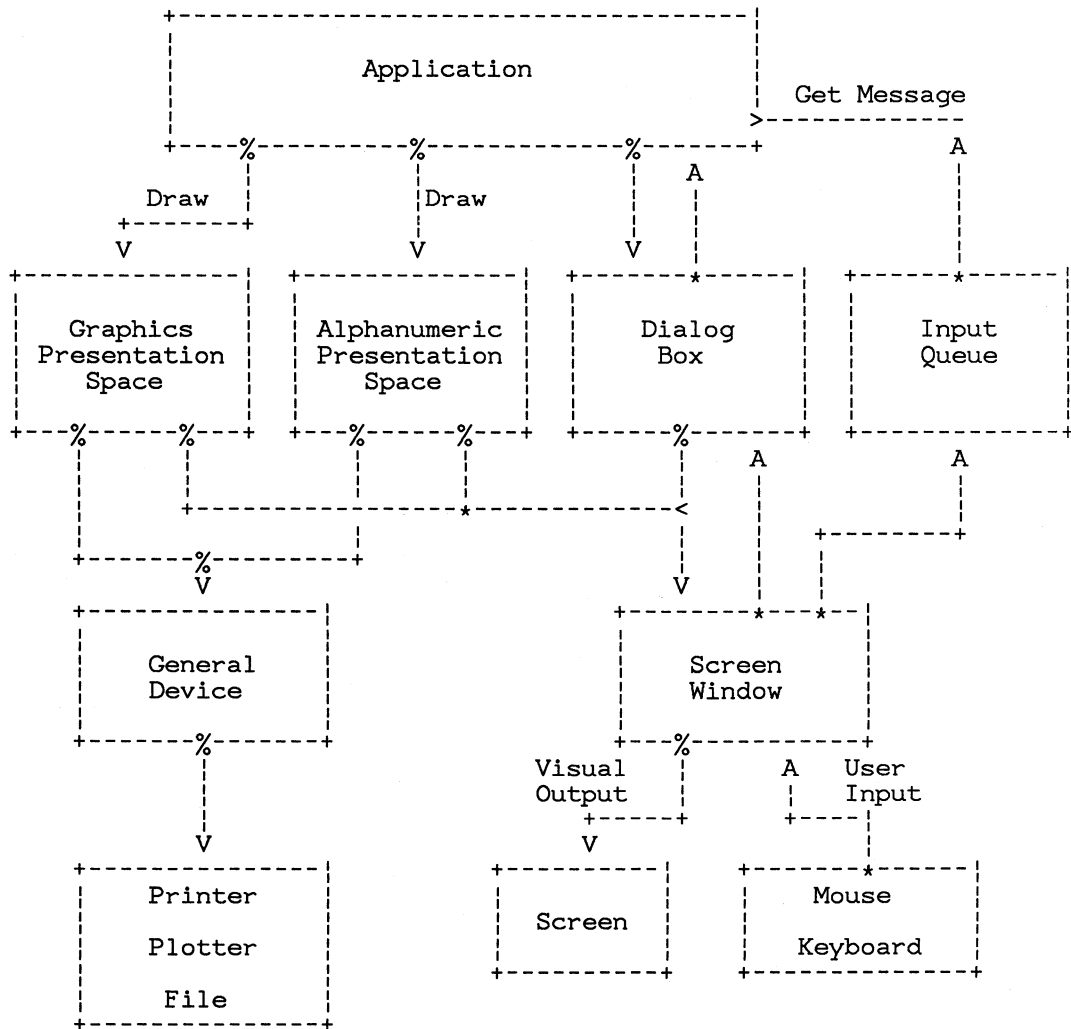 Application
Get Message
Draw
Draw
Graphics
Presentation
Space
Alphanumeric
Presentation
Space
Dialog
Box
Input
Queue
General
Device
Screen
Window
Visual
Output
User
Input
Printer
Plotter
File
Screen
Mouse
Keyboard